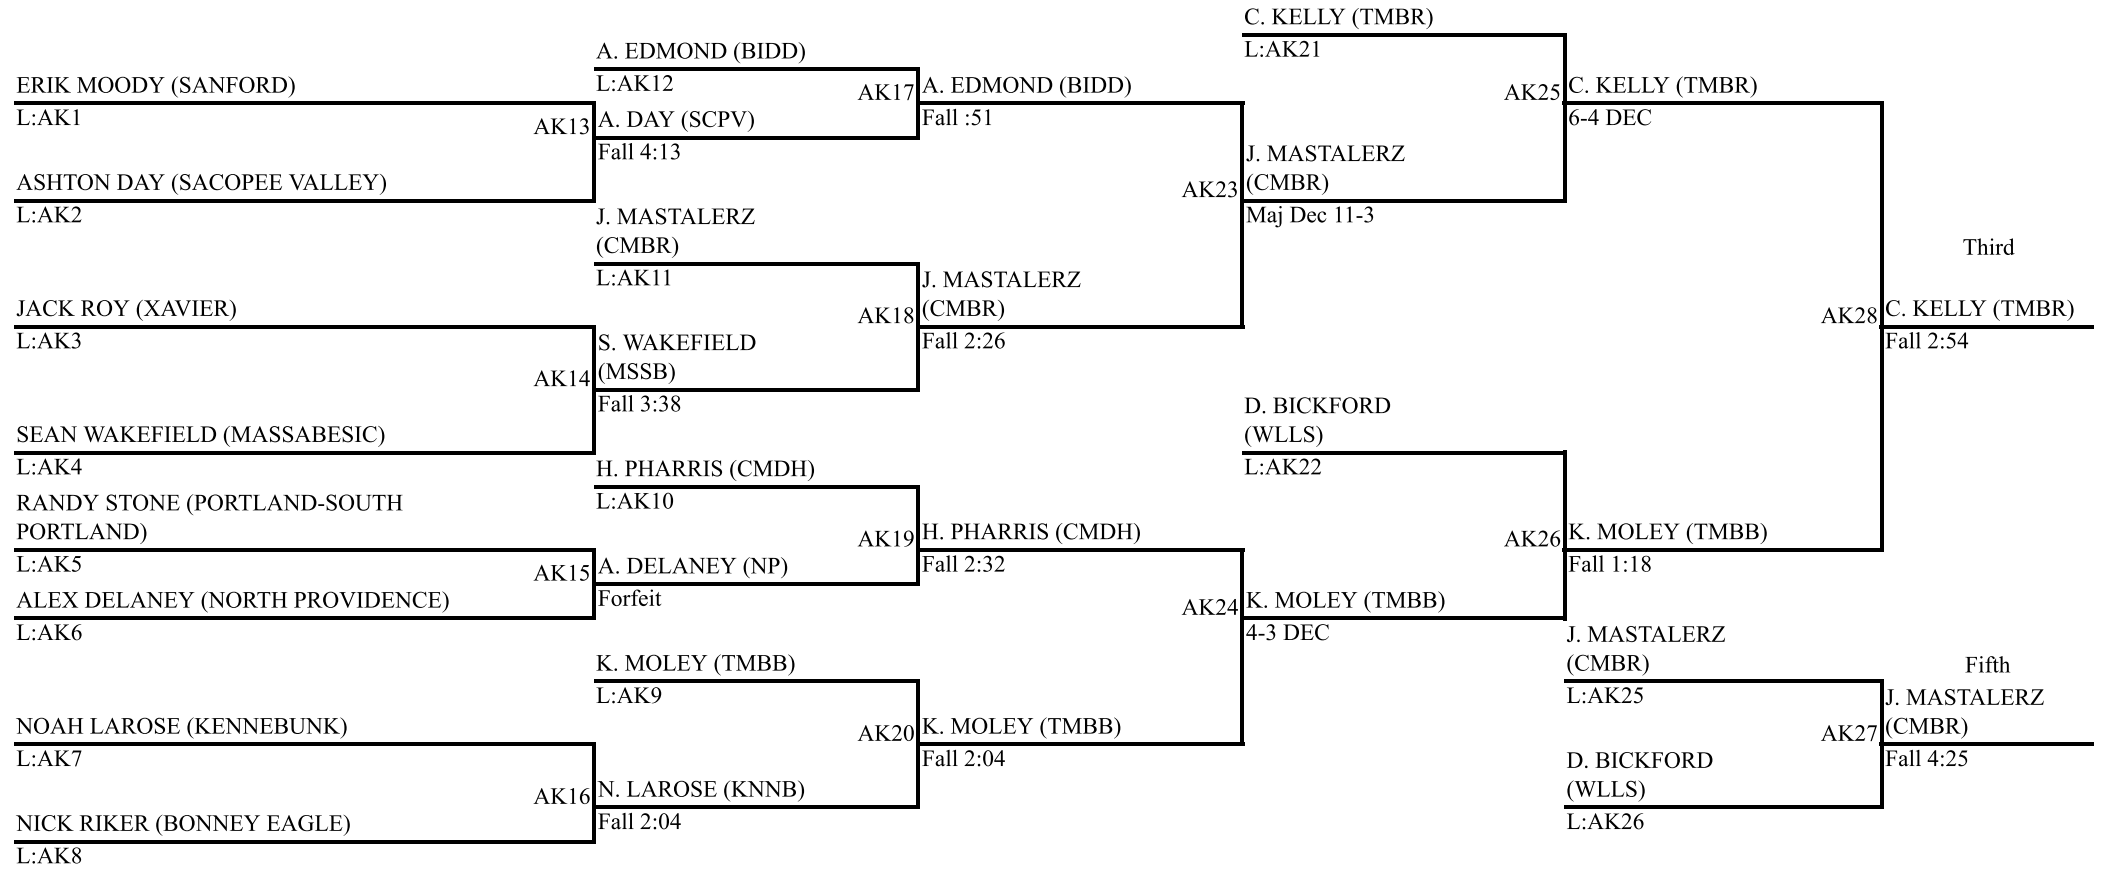 C. KELLY (TMBR)
L:AK21
A. EDMOND (BIDD)
L:AK12
ERIK MOODY (SANFORD)
L:AK1
AK17
A. EDMOND (BIDD)
Fall :51
AK25
C. KELLY (TMBR)
6-4 DEC
AK13
A. DAY (SCPV)
Fall 4:13
ASHTON DAY (SACOPEE VALLEY)
L:AK2
J. MASTALERZ
(CMBR)
Maj Dec 11-3
AK23
J. MASTALERZ
(CMBR)
L:AK11
Third
JACK ROY (XAVIER)
L:AK3
AK18
J. MASTALERZ
(CMBR)
Fall 2:26
AK28
C. KELLY (TMBR)
Fall 2:54
AK14
S. WAKEFIELD
(MSSB)
Fall 3:38
SEAN WAKEFIELD (MASSABESIC)
L:AK4
D. BICKFORD
(WLLS)
L:AK22
H. PHARRIS (CMDH)
L:AK10
RANDY STONE (PORTLAND-SOUTH
PORTLAND)
L:AK5
AK19
H. PHARRIS (CMDH)
Fall 2:32
AK26
K. MOLEY (TMBB)
Fall 1:18
AK15
A. DELANEY (NP)
Forfeit
ALEX DELANEY (NORTH PROVIDENCE)
L:AK6
AK24
K. MOLEY (TMBB)
4-3 DEC
K. MOLEY (TMBB)
L:AK9
J. MASTALERZ
(CMBR)
L:AK25
Fifth
NOAH LAROSE (KENNEBUNK)
L:AK7
AK20
K. MOLEY (TMBB)
Fall 2:04
AK27
J. MASTALERZ
(CMBR)
Fall 4:25
AK16
N. LAROSE (KNNB)
Fall 2:04
D. BICKFORD
(WLLS)
L:AK26
NICK RIKER (BONNEY EAGLE)
L:AK8